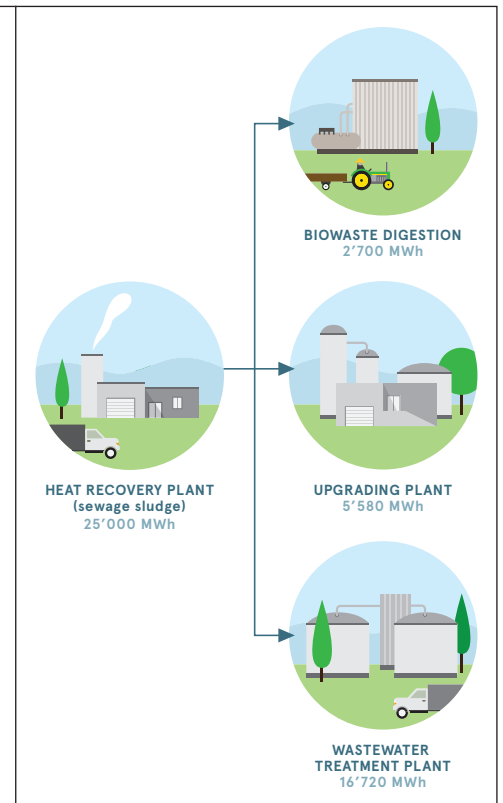 BIOWASTE DIGESTION
2’700 MWh
HEAT RECOVERY PLANT
(sewage sludge)
25’000 MWh
UPGRADING PLANT
5’580 MWh
WASTEWATER
TREATMENT PLANT
16’720 MWh